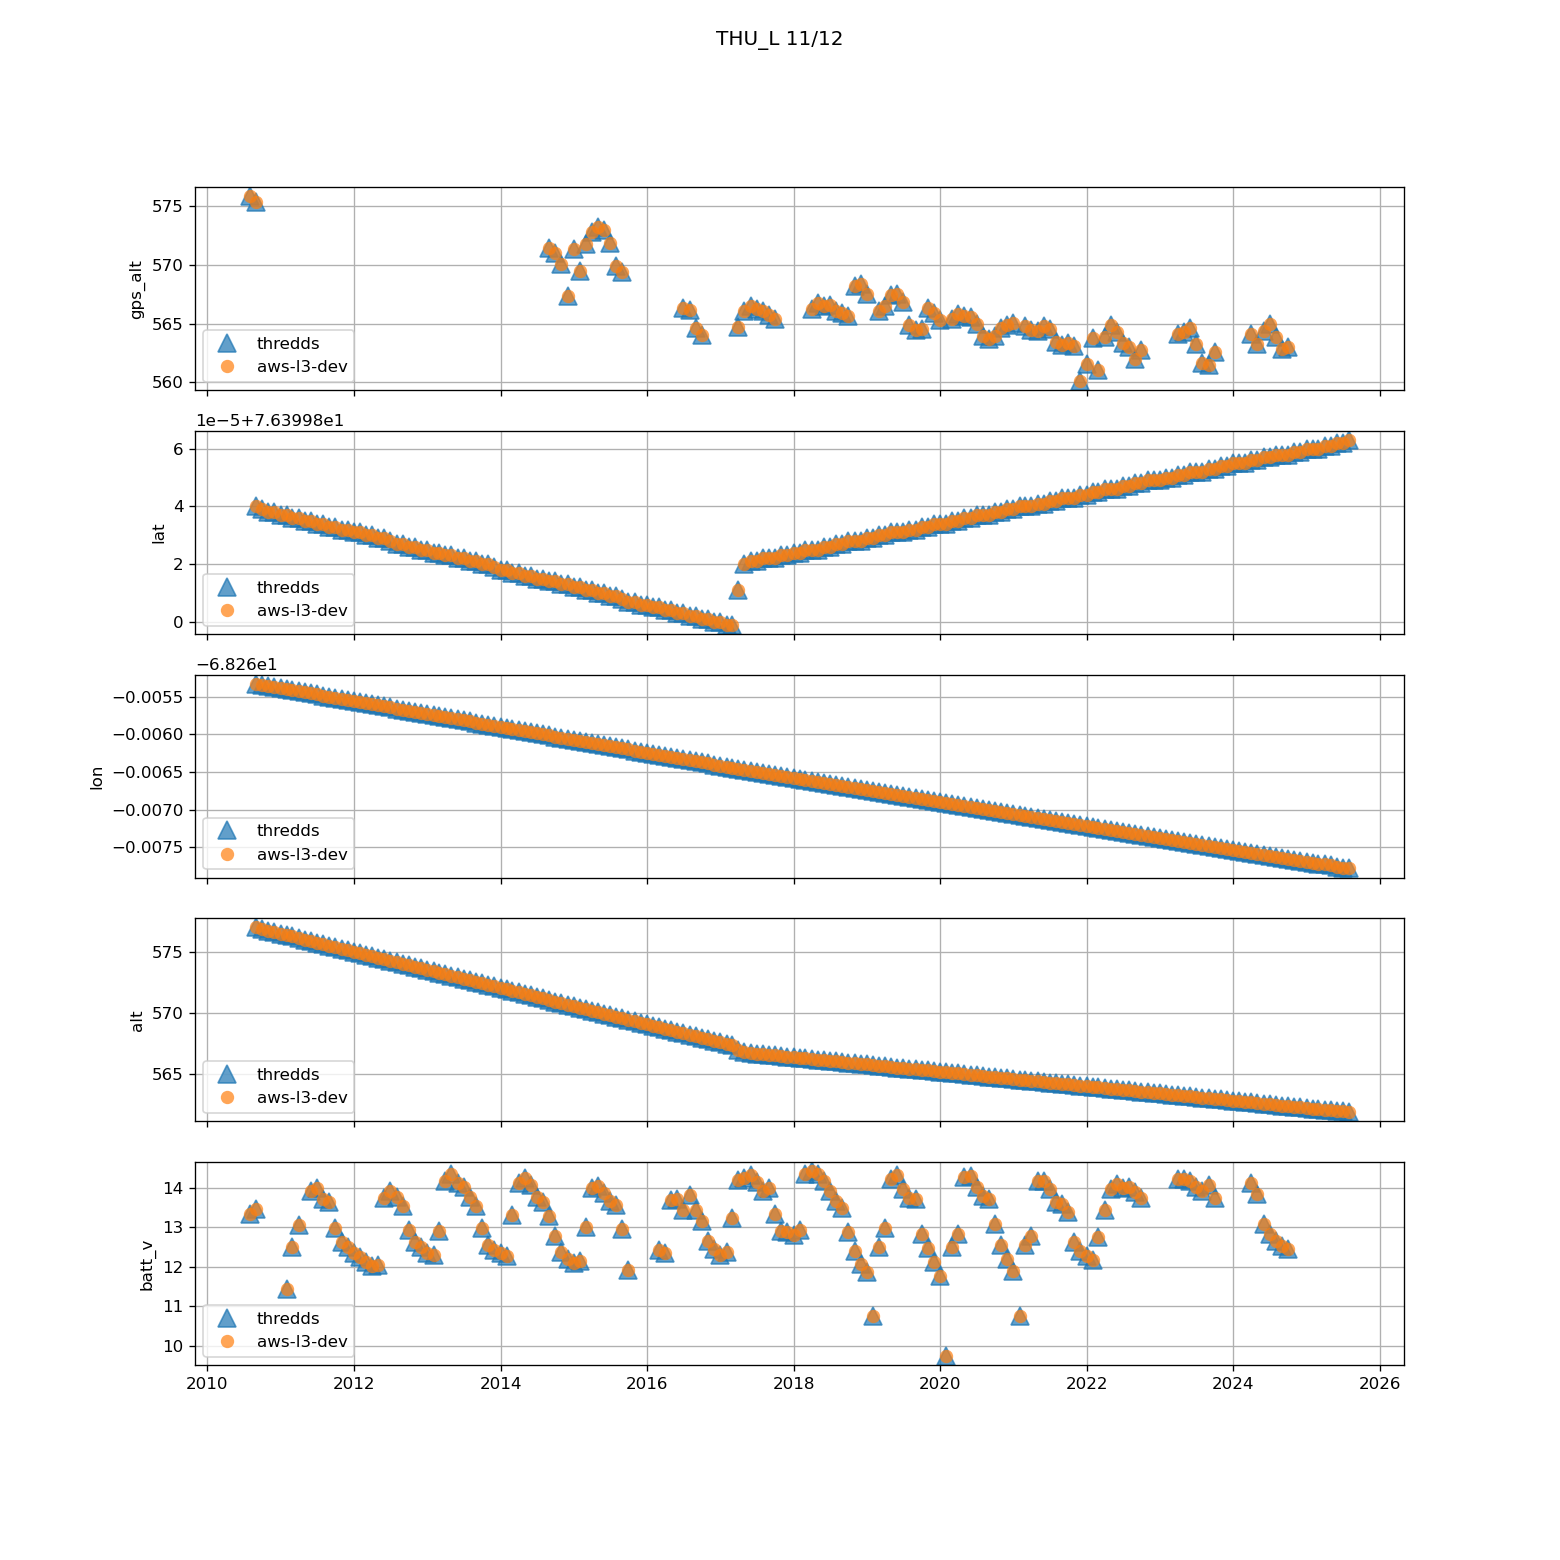 THU_L 11/12
gps_alt
575
570
565
560
thredds
aws-l3-dev
1e−5+7.63998e1
lat
6
4
2
0
thredds
aws-l3-dev
−6.826e1
lon
−0.0055
−0.0060
−0.0065
−0.0070
−0.0075
thredds
aws-l3-dev
alt
575
570
565
thredds
aws-l3-dev
batt_v
14
13
12
11
10
thredds
aws-l3-dev
2010 2012 2014 2016 2018 2020 2022 2024 2026